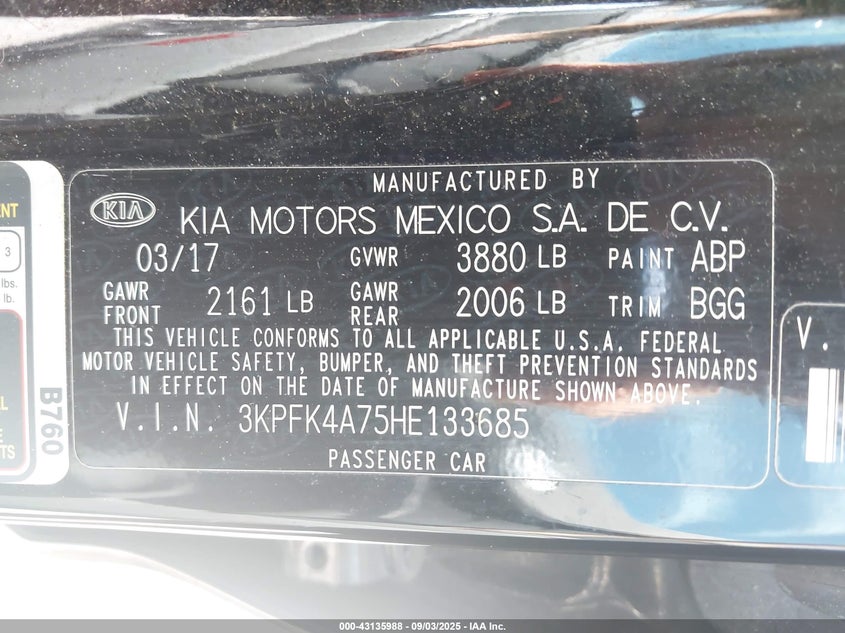 MANUFACTURED BY
KIA KIA MOTORS MEXICO S.A. DE C.V.
03/17 GVWR 3880 LB PAINT ABP
GAWR FRONT 2161 LB GAWR REAR 2006 LB TRIM BGG
THIS VEHICLE CONFORMS TO ALL APPLICABLE U.S.A. FEDERAL
MOTOR VEHICLE SAFETY, BUMPER, AND THEFT PREVENTION STANDARDS
IN EFFECT ON THE DATE OF MANUFACTURE SHOWN ABOVE.
V.I.N. 3KPFK4A75HE133685
PASSENGER CAR
3
lbs.
lb.
B760
V.
000-43135988 - 09/03/2025 - IAA Inc.